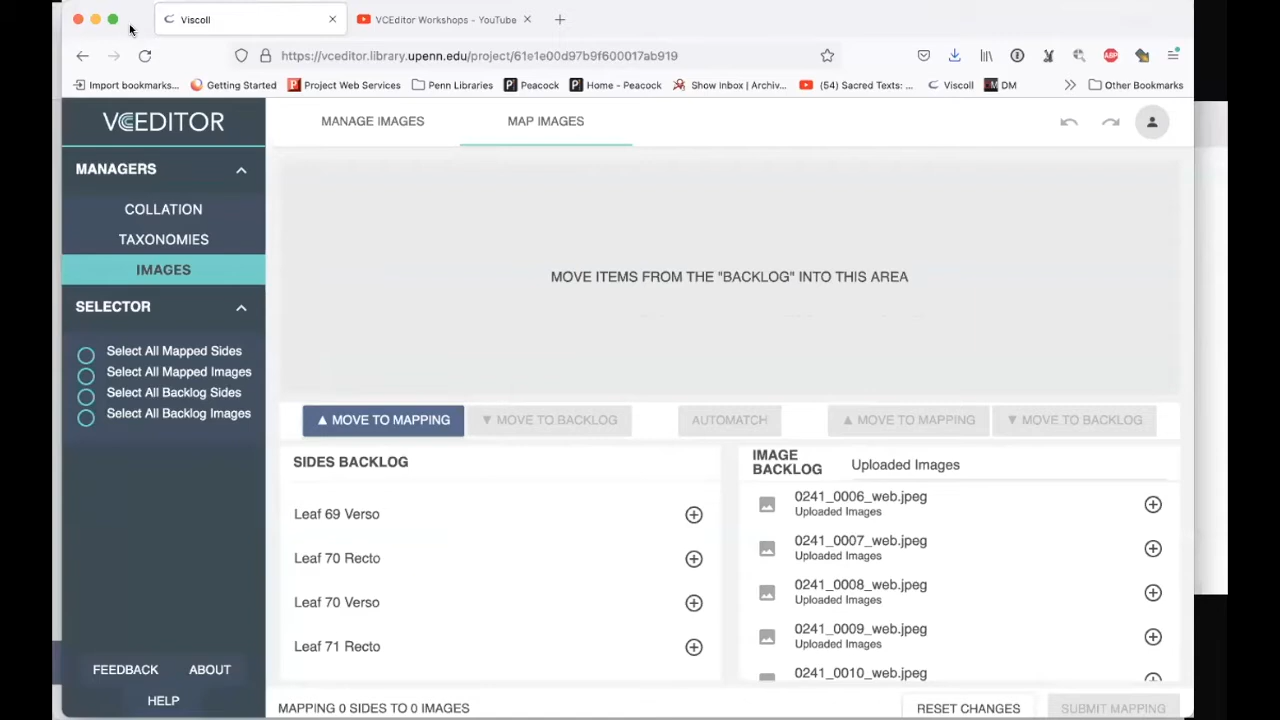 Viscoll
VCEditor Workshops - YouTube
https://vceditor.library.upenn.edu/project/61e1e00d97b9f600017ab919
Import bookmarks...
Getting Started
Project Web Services
Penn Libraries
Peacock
Home - Peacock
Show Inbox | Archiv...
(54) Sacred Texts: ...
Viscoll
DM
Other Bookmarks
VCEDITOR
MANAGE IMAGES
MAP IMAGES
MANAGERS
COLLATION
TAXONOMIES
IMAGES
SELECTOR
Select All Mapped Sides
Select All Mapped Images
Select All Backlog Sides
Select All Backlog Images
FEEDBACK
ABOUT
HELP
MOVE ITEMS FROM THE "BACKLOG" INTO THIS AREA
▲ MOVE TO MAPPING
▼ MOVE TO BACKLOG
AUTOMATCH
▲ MOVE TO MAPPING
▼ MOVE TO BACKLOG
SIDES BACKLOG
Leaf 69 Verso
Leaf 70 Recto
Leaf 70 Verso
Leaf 71 Recto
IMAGE
BACKLOG
Uploaded Images
0241_0006_web.jpeg
Uploaded Images
0241_0007_web.jpeg
Uploaded Images
0241_0008_web.jpeg
Uploaded Images
0241_0009_web.jpeg
Uploaded Images
0241_0010_web.jpeg
MAPPING 0 SIDES TO 0 IMAGES
RESET CHANGES
SUBMIT MAPPING